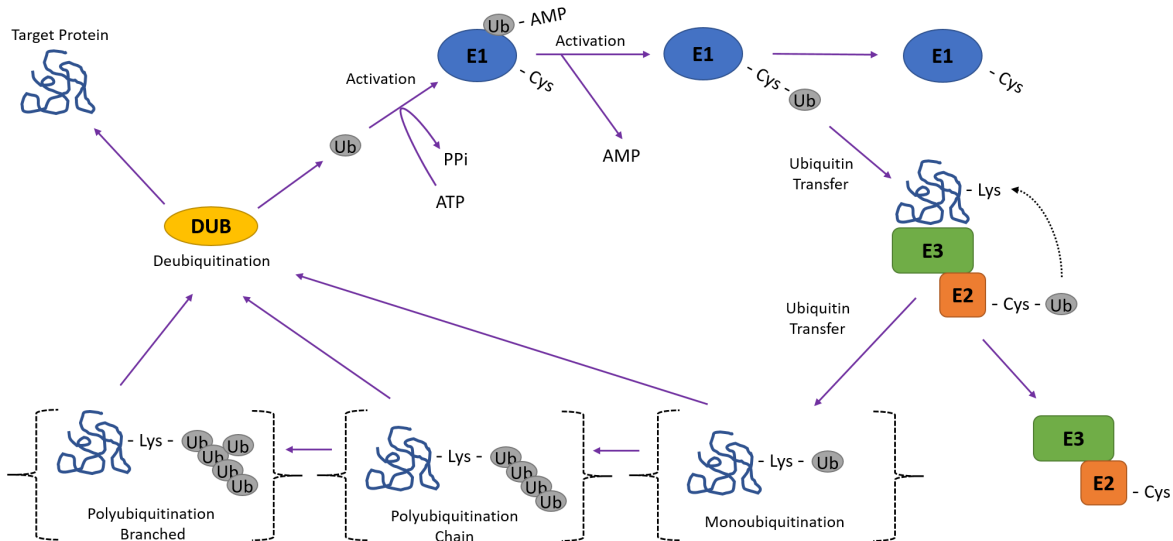 Target Protein
Ub - AMP
E1
- Cys
Activation
E1
- Cys -
Ub
E1
- Cys
Activation
Ub
PPi
ATP
AMP
Ubiquitin
Transfer
- Lys
E3
E2
- Cys -
Ub
DUB
Deubiquitination
Ubiquitin
Transfer
- Lys -
Ub
Ub
Ub
Ub
Ub
Polyubiquitination
Branched
- Lys -
Ub
Ub
Ub
Ub
Polyubiquitination
Chain
- Lys -
Ub
Monoubiquitination
E3
E2
- Cys